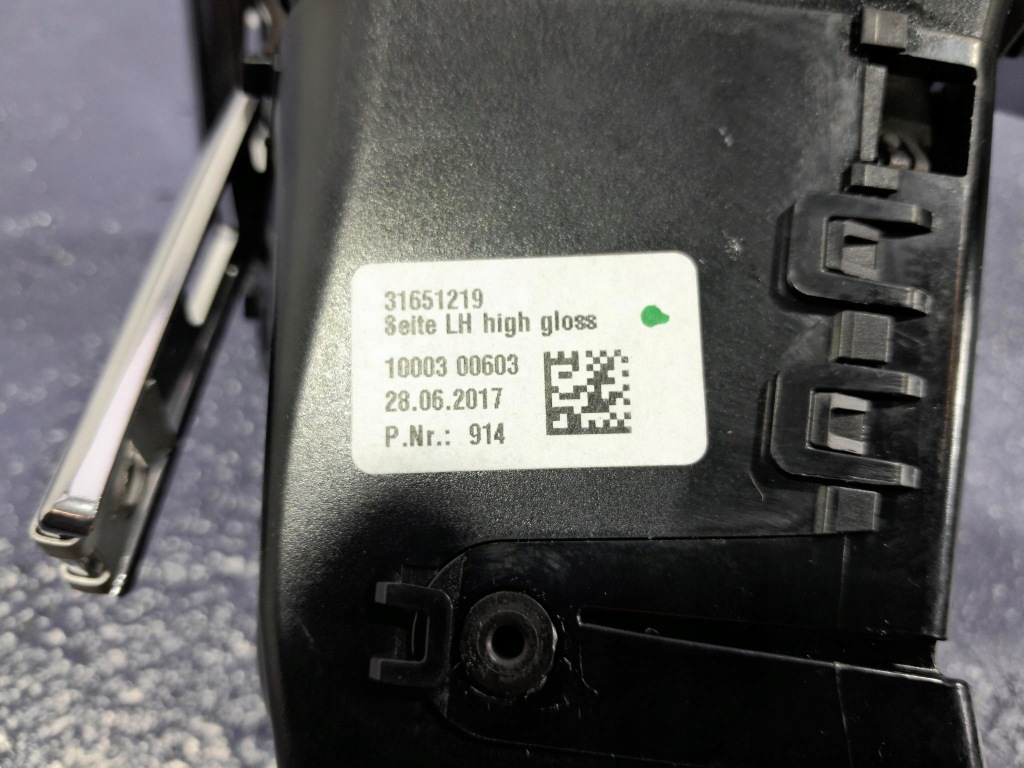 31651219
Seite LH high gloss
10003 00603
28.06.2017
P.Nr.: 914